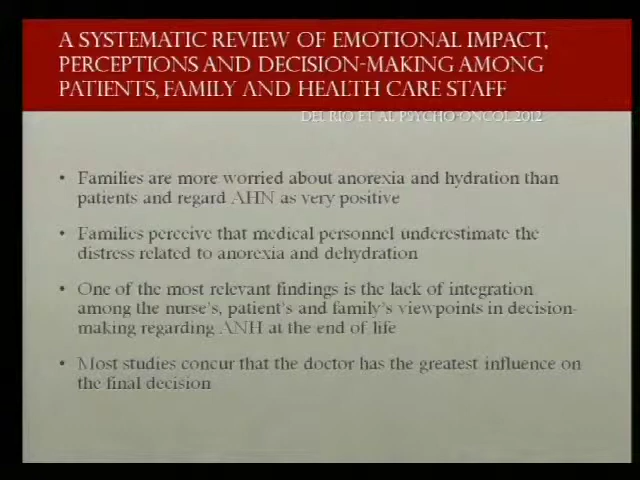 A SYSTEMATIC REVIEW OF EMOTIONAL IMPACT,
PERCEPTIONS AND DECISION-MAKING AMONG
PATIENTS, FAMILY AND HEALTH CARE STAFF
DEL RIO ET AL PSYCHO-ONCOL 2012
• Families are more worried about anorexia and hydration than
patients and regard AHN as very positive
• Families perceive that medical personnel underestimate the
distress related to anorexia and dehydration
• One of the most relevant findings is the lack of integration
among the nurse's, patient's and family's viewpoints in decision-
making regarding ANH at the end of life
• Most studies concur that the doctor has the greatest influence on
the final decision